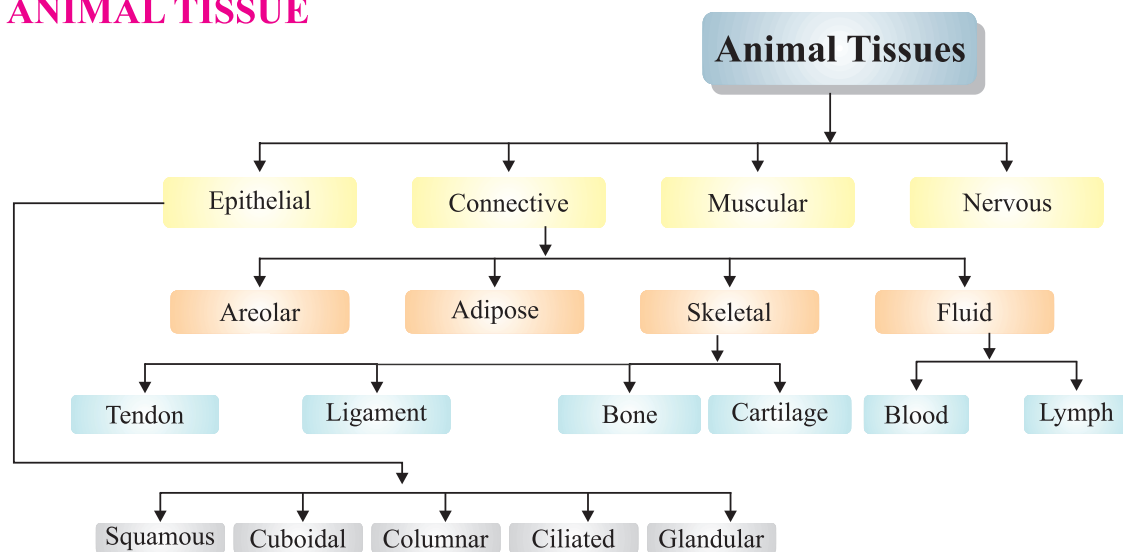 ANIMAL TISSUE
Animal Tissues
Epithelial
Connective
Muscular
Nervous
Areolar
Adipose
Skeletal
Fluid
Tendon
Ligament
Bone
Cartilage
Blood
Lymph
Squamous
Cuboidal
Columnar
Ciliated
Glandular